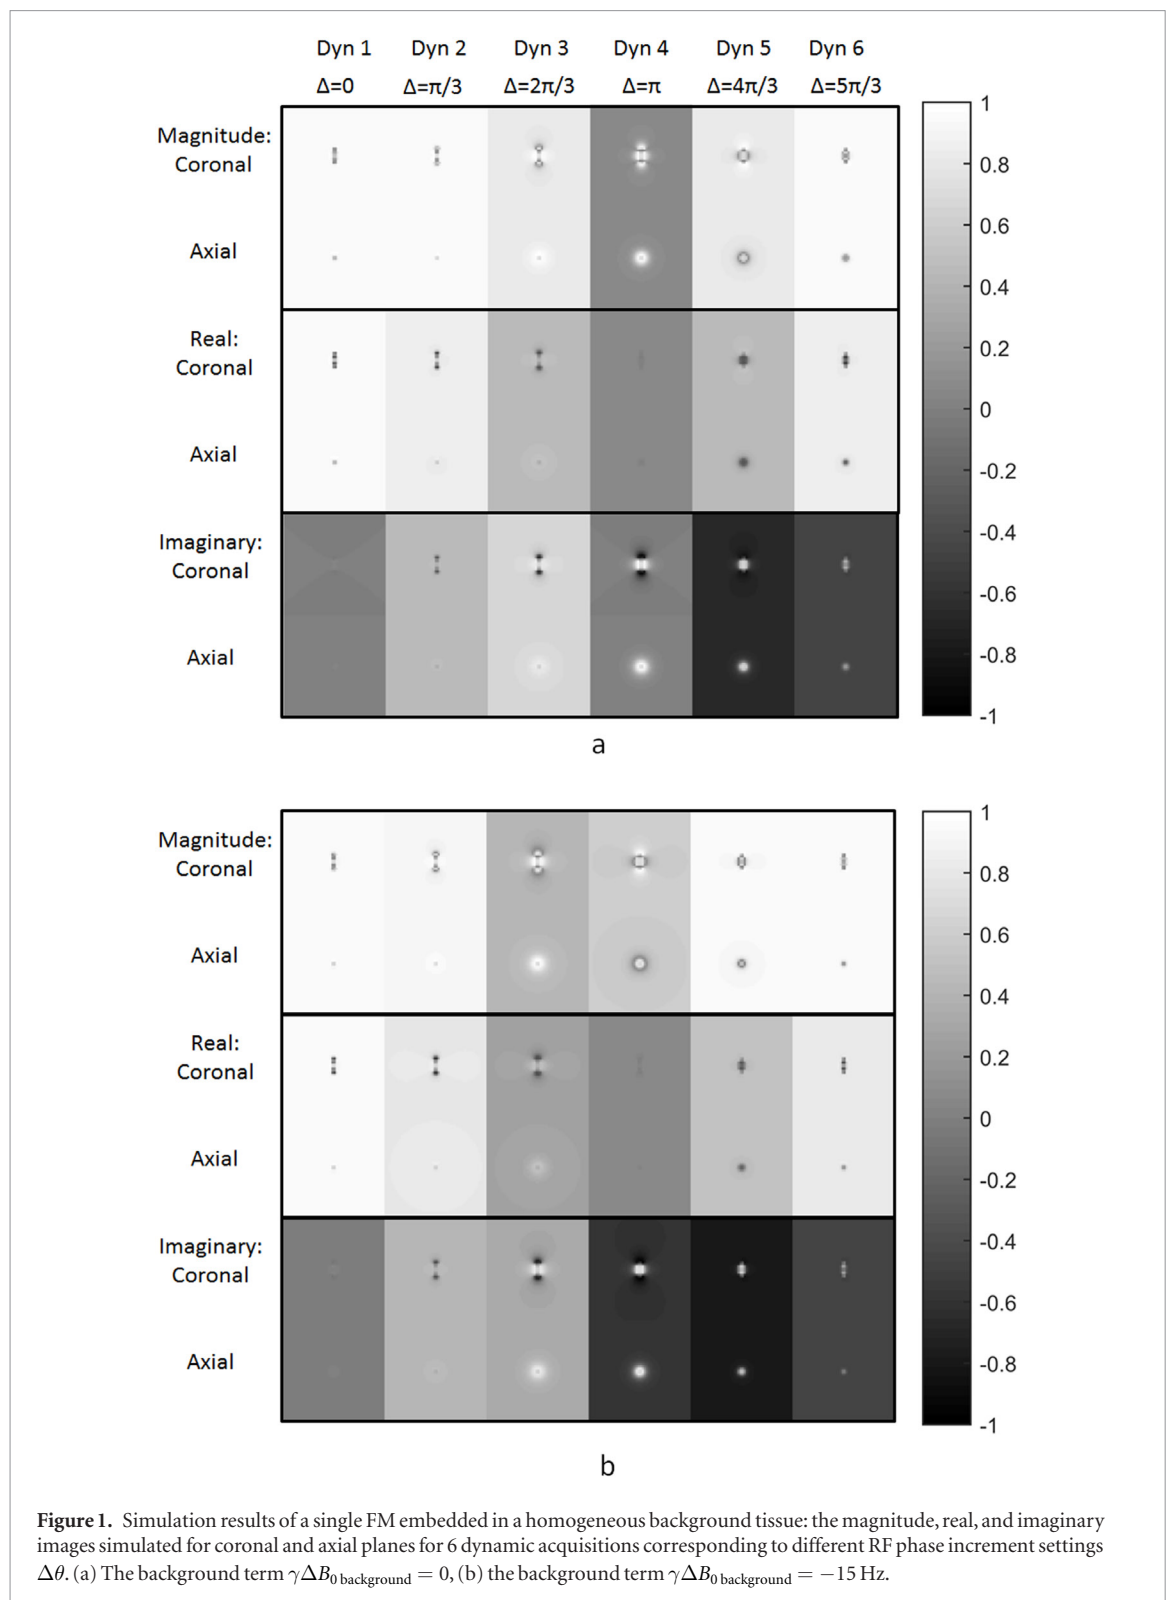 Dyn 1 Dyn 2 Dyn 3 Dyn 4 Dyn 5 Dyn 6
Δ=0 Δ=π/3 Δ=2π/3 Δ=π Δ=4π/3 Δ=5π/3
Magnitude:
Coronal
Axial
Real:
Coronal
Axial
Imaginary:
Coronal
Axial
1
0.8
0.6
0.4
0.2
0
-0.2
-0.4
-0.6
-0.8
-1
a
Magnitude:
Coronal
Axial
Real:
Coronal
Axial
Imaginary:
Coronal
Axial
1
0.8
0.6
0.4
0.2
0
-0.2
-0.4
-0.6
-0.8
-1
b
Figure 1. Simulation results of a single FM embedded in a homogeneous background tissue: the magnitude, real, and imaginary
images simulated for coronal and axial planes for 6 dynamic acquisitions corresponding to different RF phase increment settings
Δθ. (a) The background term γΔB₀ background = 0, (b) the background term γΔB₀ background = −15 Hz.